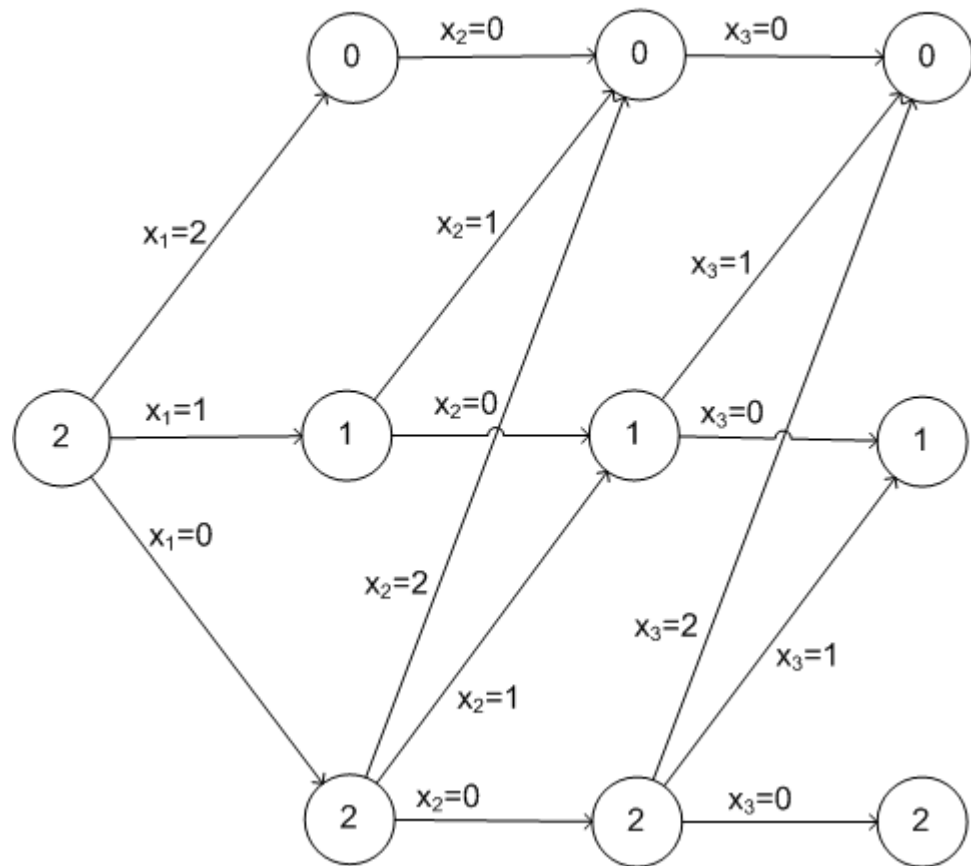 x₂=0
x₃=0
0
0
0
x₁=2
x₂=1
x₃=1
x₁=1
x₂=0
x₃=0
2
1
1
1
x₁=0
x₂=2
x₃=2
x₃=1
x₂=1
x₂=0
x₃=0
2
2
2